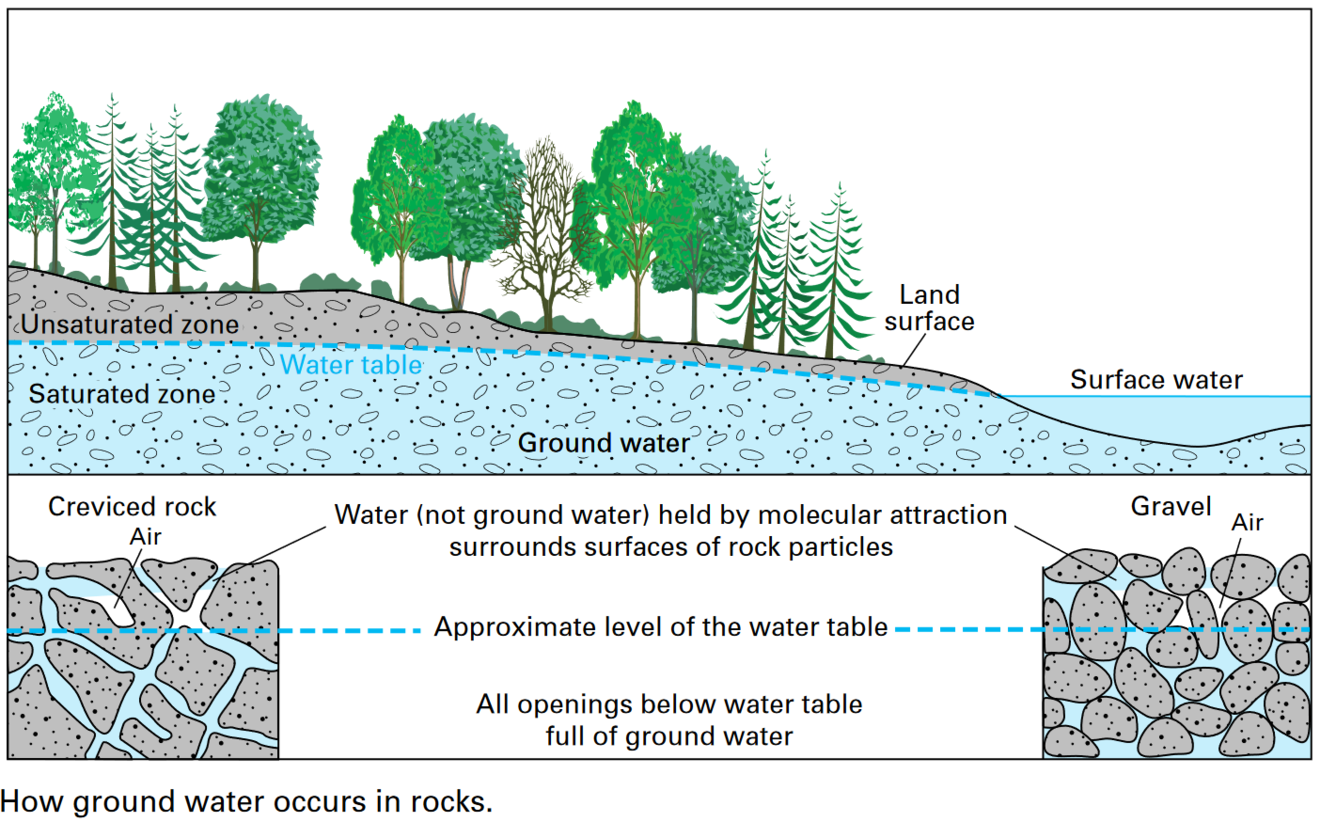 Land
surface
Unsaturated zone
Water table
Surface water
Saturated zone
Ground water
Creviced rock
Air
Water (not ground water) held by molecular attraction
surrounds surfaces of rock particles
Gravel
Air
Approximate level of the water table
All openings below water table
full of ground water
How ground water occurs in rocks.